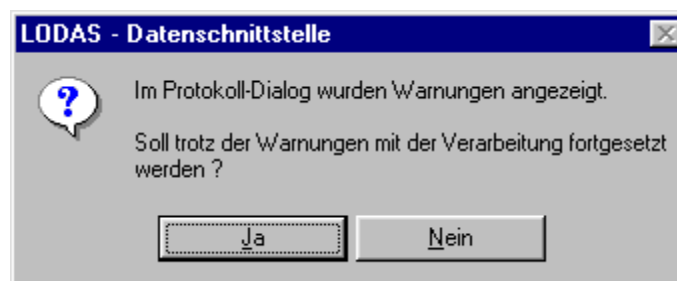 LODAS - Datenschnittstelle
Im Protokoll-Dialog wurden Warnungen angezeigt.
Soll trotz der Warnungen mit der Verarbeitung fortgesetzt
werden ?
Ja
Nein